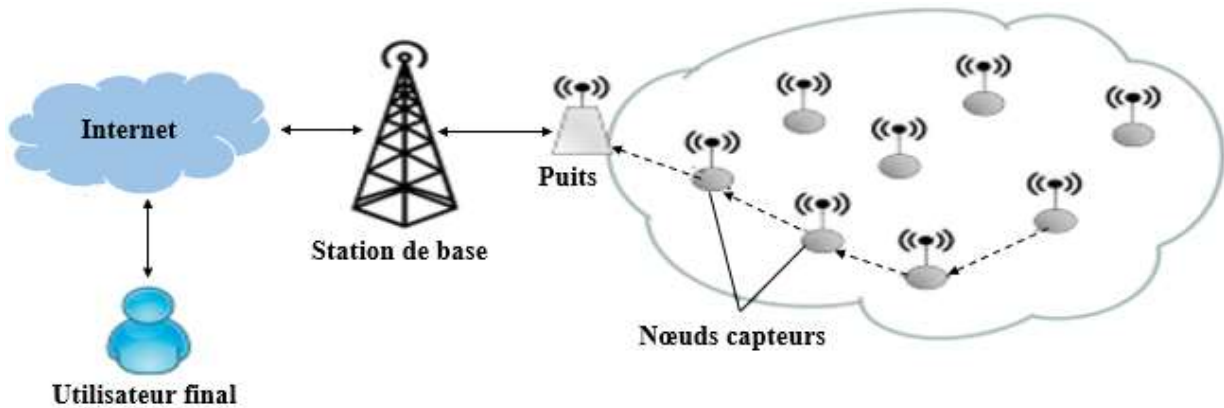 Internet
Puits
Station de base
Nœuds capteurs
Utilisateur final